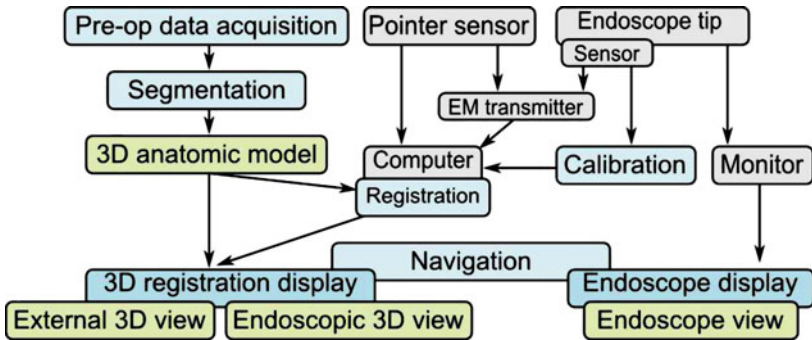 Pre-op data acquisition
Pointer sensor
Endoscope tip
Sensor
Segmentation
EM transmitter
3D anatomic model
Computer
Calibration
Monitor
Registration
Navigation
3D registration display
Endoscope display
External 3D view
Endoscopic 3D view
Endoscope view